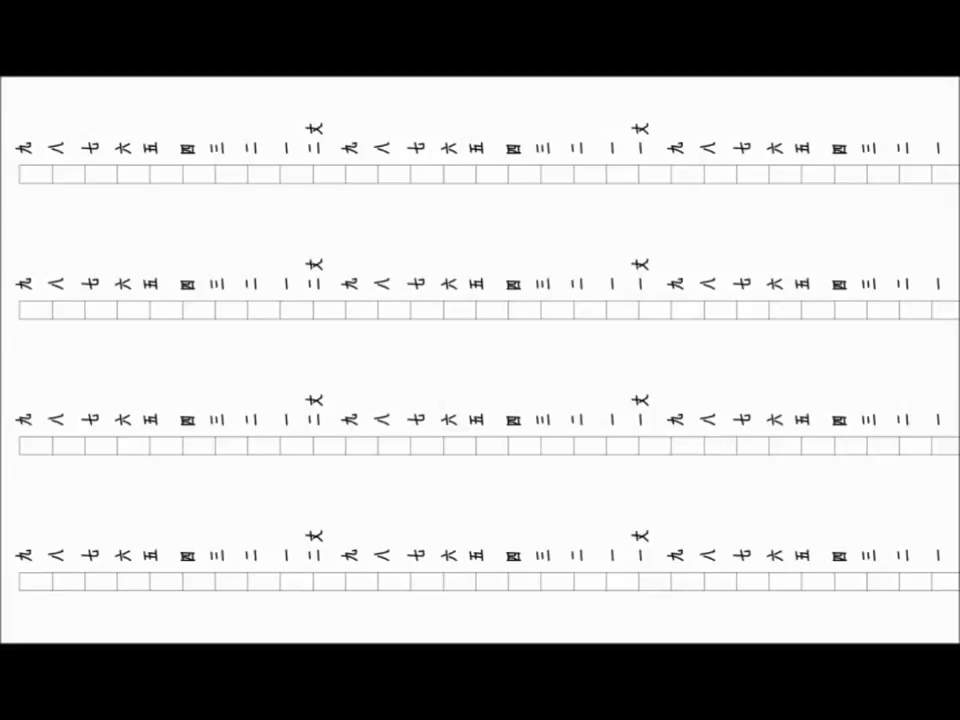 九 八 七 六 五 四 三 二 一 二丈 九 八 七 六 五 四 三 二 一 一丈 九 八 七 六 五 四 三 二 一
九 八 七 六 五 四 三 二 一 二丈 九 八 七 六 五 四 三 二 一 一丈 九 八 七 六 五 四 三 二 一
九 八 七 六 五 四 三 二 一 二丈 九 八 七 六 五 四 三 二 一 一丈 九 八 七 六 五 四 三 二 一
九 八 七 六 五 四 三 二 一 二丈 九 八 七 六 五 四 三 二 一 一丈 九 八 七 六 五 四 三 二 一